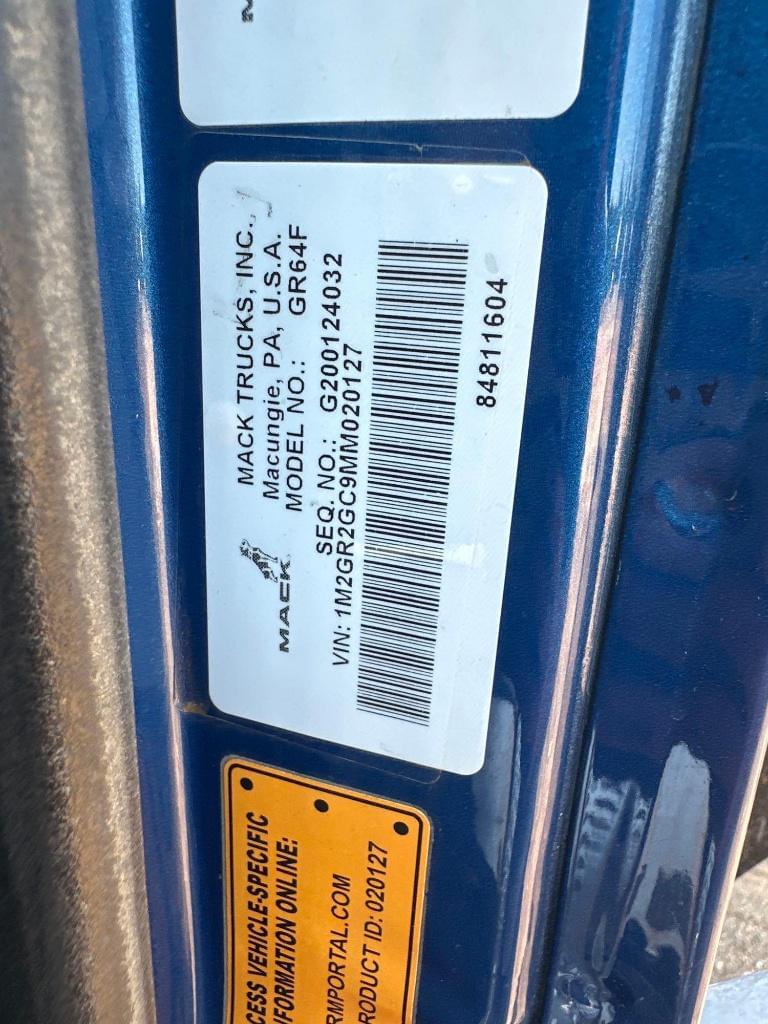 MACK TRUCKS, INC.,
Macungie, PA, U.S.A.
MODEL NO.: GR64F
MACK
SEQ. NO.: G200124032
VIN: 1M2GR2GC9MM020127
84811604
CESS VEHICLE-SPECIFIC
FORMATION ONLINE:
RMPORTAL.COM
RODUCT ID: 020127